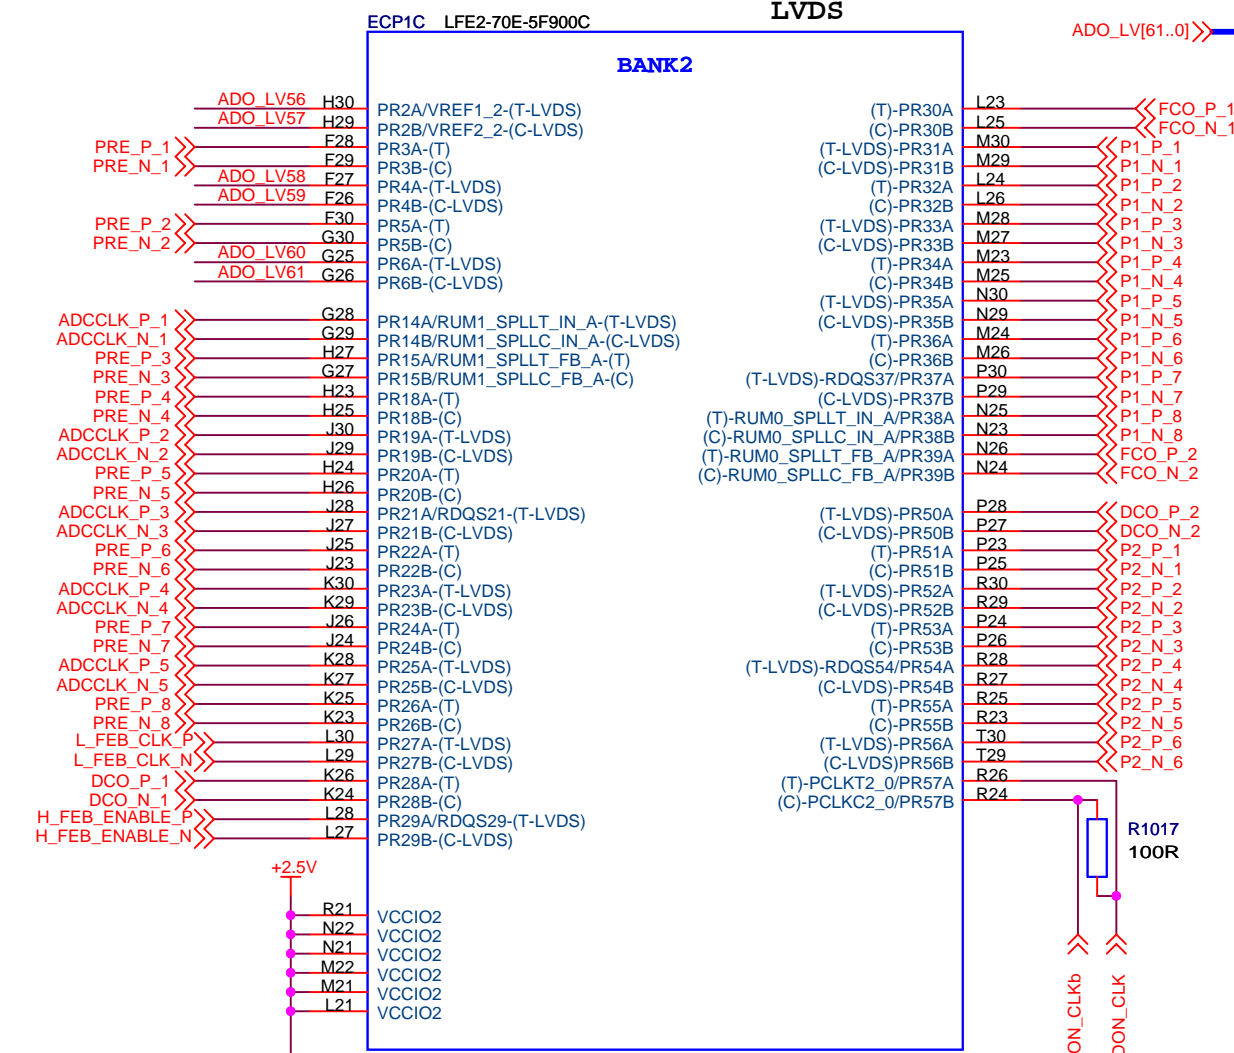 LVDS
ECP1C LFE2-70E-5F900C
ADO_LV[61..0]
BANK2
ADO_LV56 H30 PR2A/VREF1_2-(T-LVDS)
ADO_LV57 H29 PR2B/VREF2_2-(C-LVDS)
PRE_P_1 F28 PR3A-(T)
PRE_N_1 F29 PR3B-(C)
ADO_LV58 F27 PR4A-(T-LVDS)
ADO_LV59 F26 PR4B-(C-LVDS)
PRE_P_2 F30 PR5A-(T)
PRE_N_2 G30 PR5B-(C)
ADO_LV60 G25 PR6A-(T-LVDS)
ADO_LV61 G26 PR6B-(C-LVDS)
ADCCLK_P_1 G28 PR14A/RUM1_SPLLT_IN_A-(T-LVDS)
ADCCLK_N_1 G29 PR14B/RUM1_SPLLC_IN_A-(C-LVDS)
PRE_P_3 H27 PR15A/RUM1_SPLLT_FB_A-(T)
PRE_N_3 G27 PR15B/RUM1_SPLLC_FB_A-(C)
PRE_P_4 H23 PR18A-(T)
PRE_N_4 H25 PR18B-(C)
ADCCLK_P_2 J30 PR19A-(T-LVDS)
ADCCLK_N_2 J29 PR19B-(C-LVDS)
PRE_P_5 H24 PR20A-(T)
PRE_N_5 H26 PR20B-(C)
ADCCLK_P_3 J28 PR21A/RDQS21-(T-LVDS)
ADCCLK_N_3 J27 PR21B-(C-LVDS)
PRE_P_6 J25 PR22A-(T)
PRE_N_6 J23 PR22B-(C)
ADCCLK_P_4 K30 PR23A-(T-LVDS)
ADCCLK_N_4 K29 PR23B-(C-LVDS)
PRE_P_7 J26 PR24A-(T)
PRE_N_7 J24 PR24B-(C)
ADCCLK_P_5 K28 PR25A-(T-LVDS)
ADCCLK_N_5 K27 PR25B-(C-LVDS)
PRE_P_8 K25 PR26A-(T)
PRE_N_8 K23 PR26B-(C)
L_FEB_CLK_P L30 PR27A-(T-LVDS)
L_FEB_CLK_N L29 PR27B-(C-LVDS)
DCO_P_1 K26 PR28A-(T)
DCO_N_1 K24 PR28B-(C)
H_FEB_ENABLE_P L28 PR29A/RDQS29-(T-LVDS)
H_FEB_ENABLE_N L27 PR29B-(C-LVDS)
+2.5V
R21 VCCIO2
N22 VCCIO2
N21 VCCIO2
M22 VCCIO2
M21 VCCIO2
L21 VCCIO2
(T)-PR30A L23 FCO_P_1
(C)-PR30B L25 FCO_N_1
(T-LVDS)-PR31A M30 P1_P_1
(C-LVDS)-PR31B M29 P1_N_1
(T)-PR32A L24 P1_P_2
(C)-PR32B L26 P1_N_2
(T-LVDS)-PR33A M28 P1_P_3
(C-LVDS)-PR33B M27 P1_N_3
(T)-PR34A M23 P1_P_4
(C)-PR34B M25 P1_N_4
(T-LVDS)-PR35A N30 P1_P_5
(C-LVDS)-PR35B N29 P1_N_5
(T)-PR36A M24 P1_P_6
(C)-PR36B M26 P1_N_6
(T-LVDS)-RDQS37/PR37A P30 P1_P_7
(C-LVDS)-PR37B P29 P1_N_7
(T)-RUM0_SPLLT_IN_A/PR38A N25 P1_P_8
(C)-RUM0_SPLLC_IN_A/PR38B N23 P1_N_8
(T)-RUM0_SPLLT_FB_A/PR39A N26 FCO_P_2
(C)-RUM0_SPLLC_FB_A/PR39B N24 FCO_N_2
(T-LVDS)-PR50A P28 DCO_P_2
(C-LVDS)-PR50B P27 DCO_N_2
(T)-PR51A P23 P2_P_1
(C)-PR51B P25 P2_N_1
(T-LVDS)-PR52A R30 P2_P_2
(C-LVDS)-PR52B R29 P2_N_2
(T)-PR53A P24 P2_P_3
(C)-PR53B P26 P2_N_3
(T-LVDS)-RDQS54/PR54A R28 P2_P_4
(C-LVDS)-PR54B R27 P2_N_4
(T)-PR55A R25 P2_P_5
(C)-PR55B R23 P2_N_5
(T-LVDS)-PR56A T30 P2_P_6
(C-LVDS)PR56B T29 P2_N_6
(T)-PCLKT2_0/PR57A R26
(C)-PCLKC2_0/PR57B R24
R1017
100R
ON_CLKb
DON_CLK